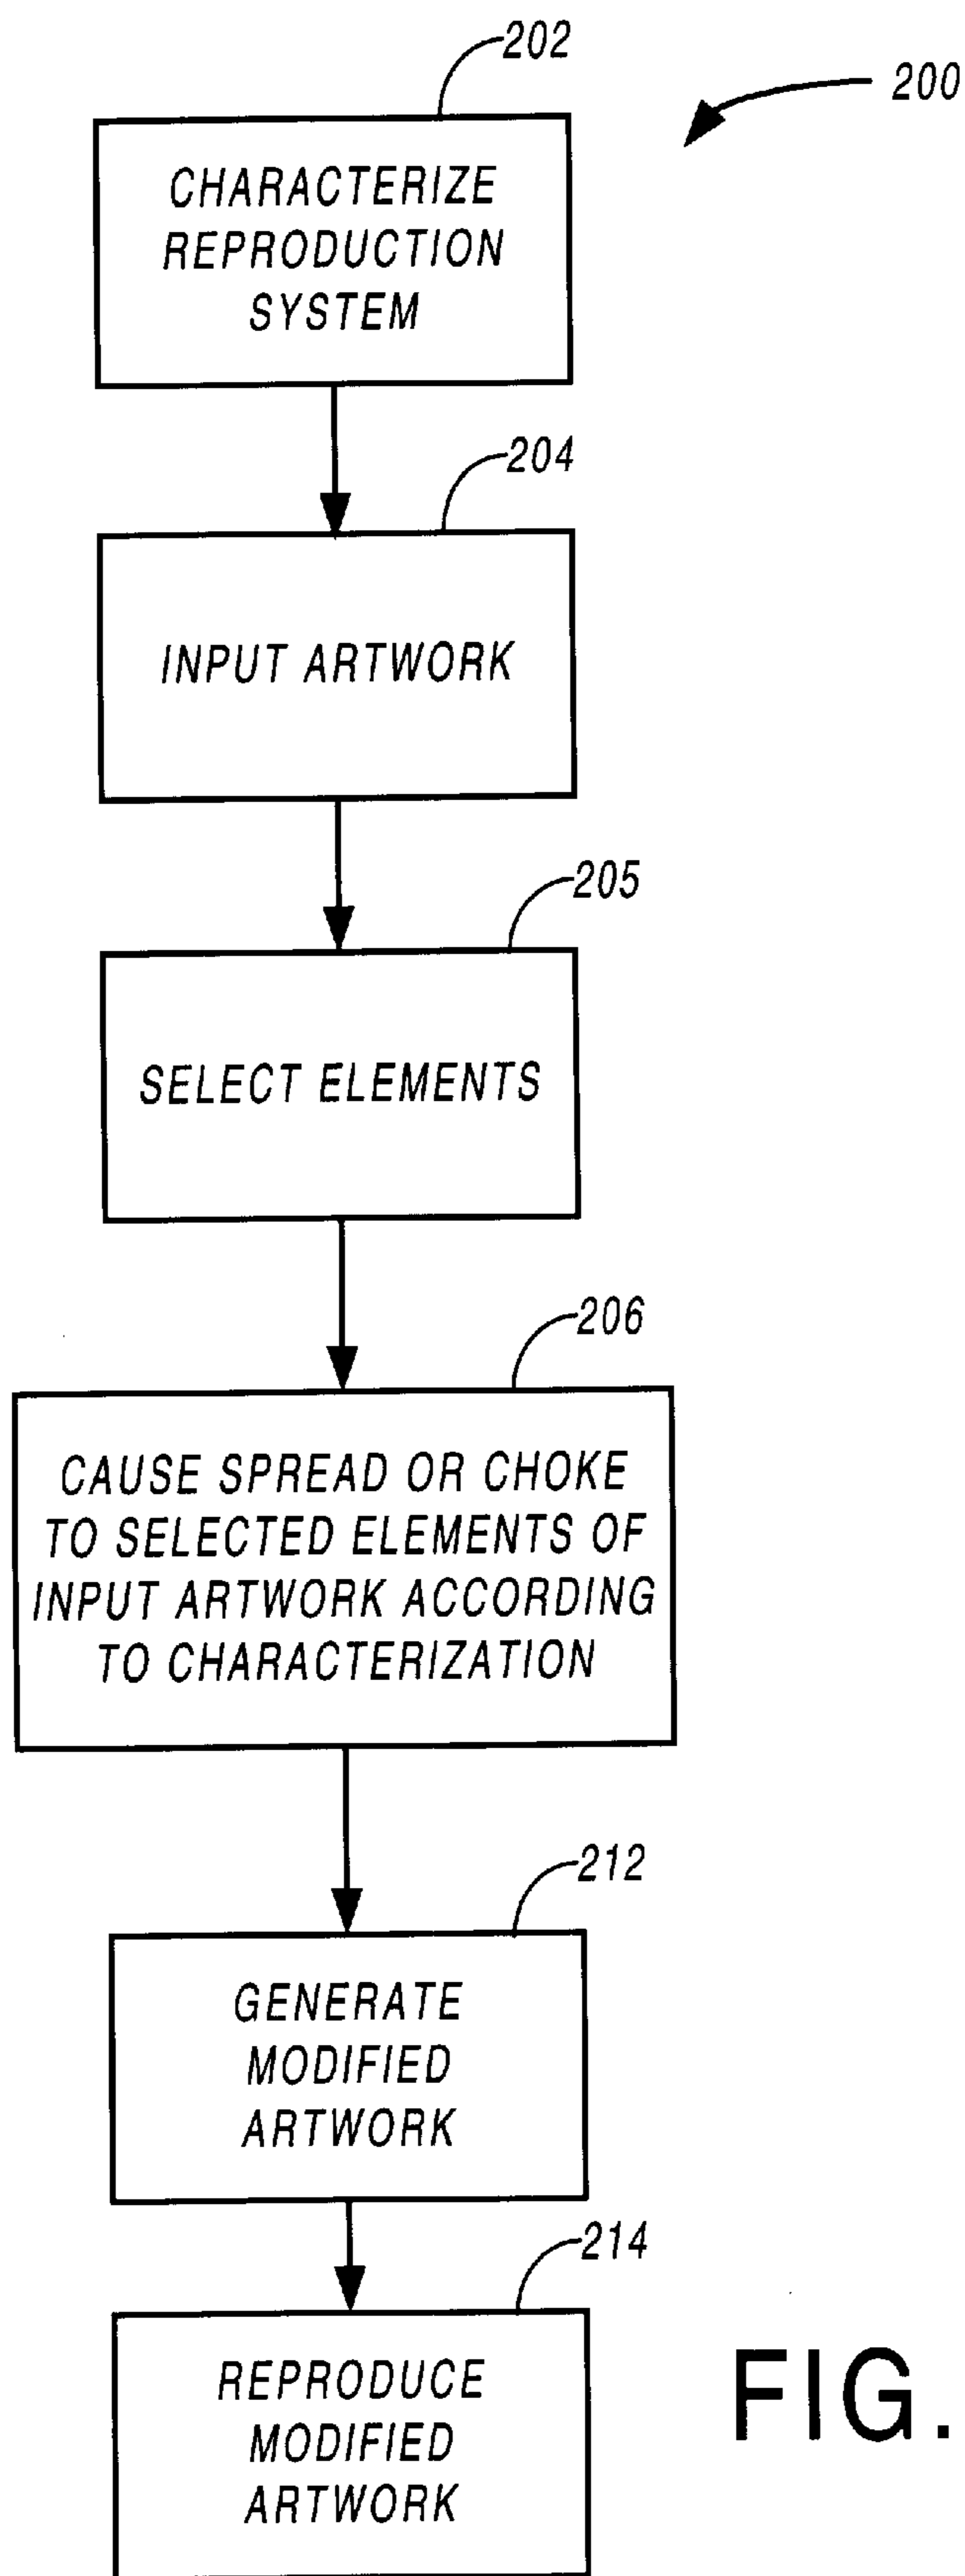 202
200
CHARACTERIZE
REPRODUCTION
SYSTEM
204
INPUT ARTWORK
205
SELECT ELEMENTS
206
CAUSE SPREAD OR CHOKE
TO SELECTED ELEMENTS OF
INPUT ARTWORK ACCORDING
TO CHARACTERIZATION
212
GENERATE
MODIFIED
ARTWORK
214
REPRODUCE
MODIFIED
ARTWORK
FIG.